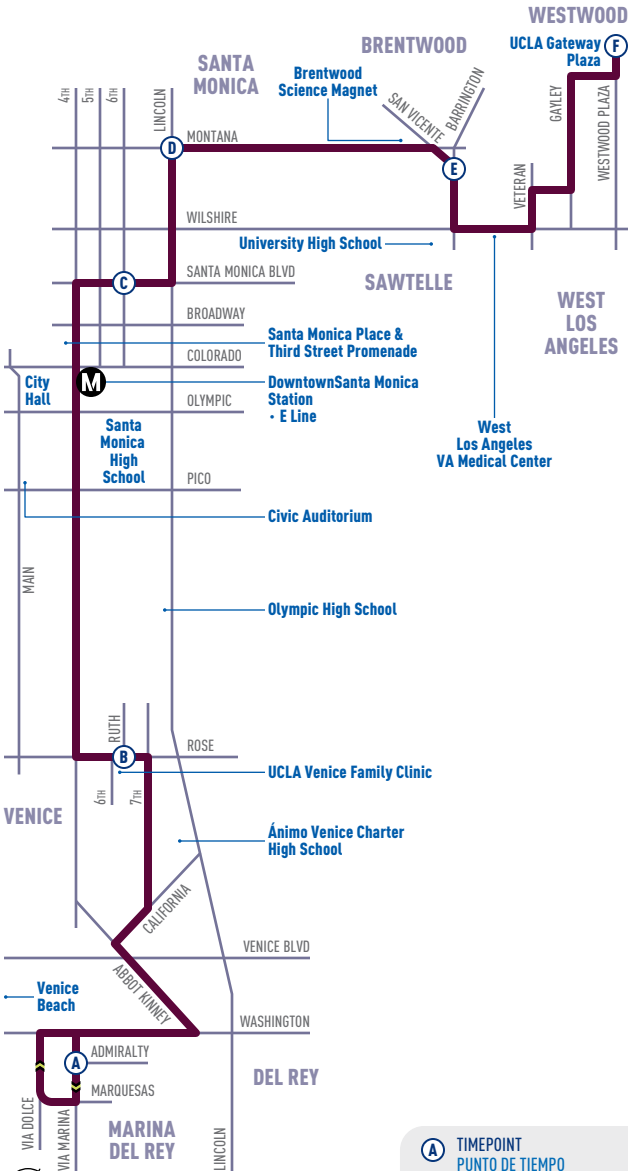 WESTWOOD
UCLA Gateway
Plaza
F
BRENTWOOD
SANTA
MONICA
Brentwood
Science Magnet
4TH
5TH
6TH
LINCOLN
SAN VICENTE
BARRINGTON
GAYLEY
WESTWOOD PLAZA
MONTANA
D
E
VETERAN
WILSHIRE
University High School
SANTA MONICA BLVD
C
SAWTELLE
WEST
LOS
ANGELES
BROADWAY
Santa Monica Place &
Third Street Promenade
COLORADO
City
Hall
M
DowntownSanta Monica
Station
• E Line
OLYMPIC
Santa
Monica
High
School
West
Los Angeles
VA Medical Center
PICO
Civic Auditorium
MAIN
Olympic High School
RUTH
ROSE
B
UCLA Venice Family Clinic
6TH
7TH
VENICE
Ánimo Venice Charter
High School
CALIFORNIA
VENICE BLVD
ABBOT KINNEY
Venice
Beach
WASHINGTON
ADMIRALTY
A
DEL REY
MARQUESAS
VIA DOLCE
VIA MARINA
MARINA
DEL REY
LINCOLN
A
TIMEPOINT
PUNTO DE TIEMPO